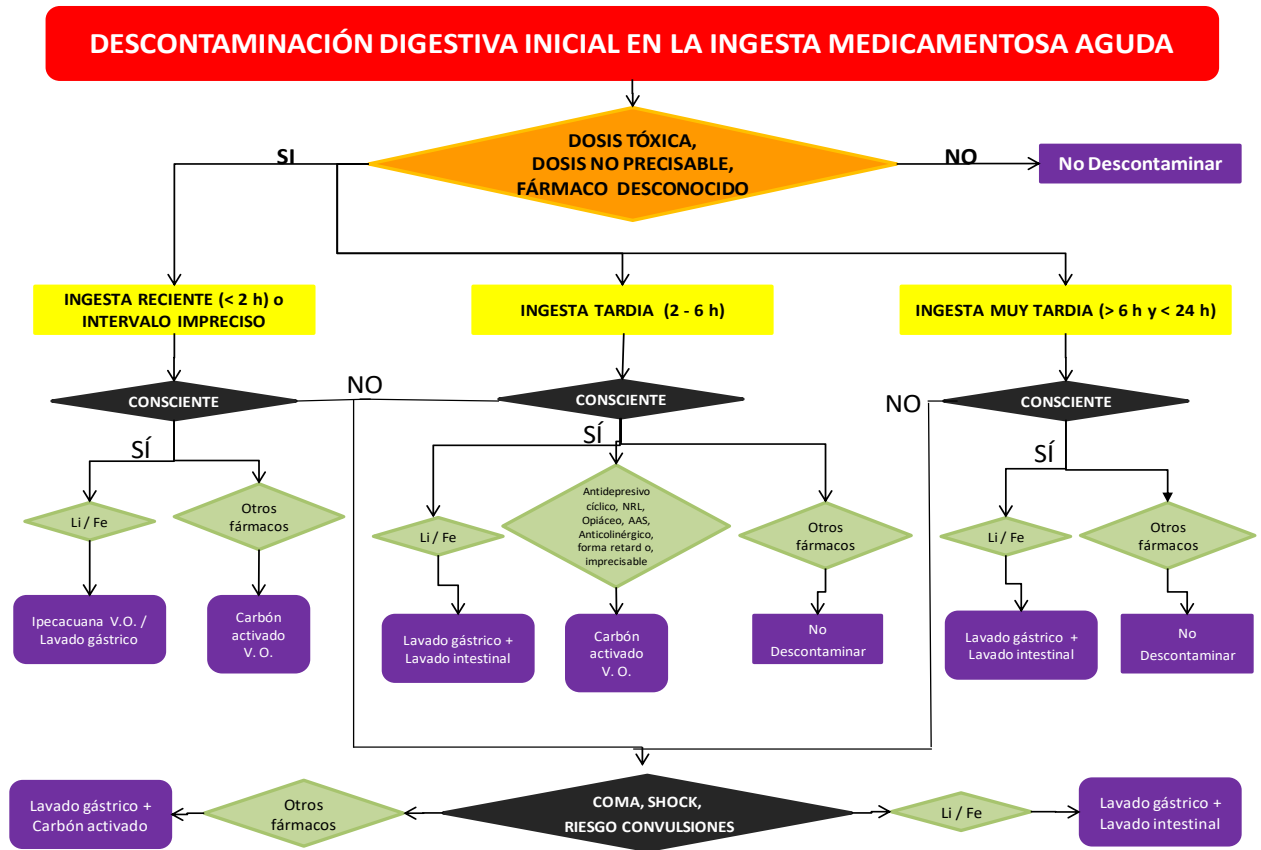 DESCONTAMINACIÓN DIGESTIVA INICIAL EN LA INGESTA MEDICAMENTOSA AGUDA
DOSIS TÓXICA,
DOSIS NO PRECISABLE,
FÁRMACO DESCONOCIDO
SI
NO
No Descontaminar
INGESTA RECIENTE (< 2 h) o
INTERVALO IMPRECISO
INGESTA TARDIA (2 - 6 h)
INGESTA MUY TARDIA (> 6 h y < 24 h)
CONSCIENTE
NO
CONSCIENTE
NO
CONSCIENTE
SÍ
SÍ
SÍ
Li / Fe
Otros
fármacos
Li / Fe
Antidepresivo
cíclico, NRL,
Opiáceo, AAS,
Anticolinérgico,
forma retard o,
imprecisable
Otros
fármacos
Li / Fe
Otros
fármacos
Ipecacuana V.O. /
Lavado gástrico
Carbón
activado
V. O.
Lavado gástrico +
Lavado intestinal
Carbón
activado
V. O.
No
Descontaminar
Lavado gástrico +
Lavado intestinal
No
Descontaminar
Lavado gástrico +
Carbón activado
Otros
fármacos
COMA, SHOCK,
RIESGO CONVULSIONES
Li / Fe
Lavado gástrico +
Lavado intestinal